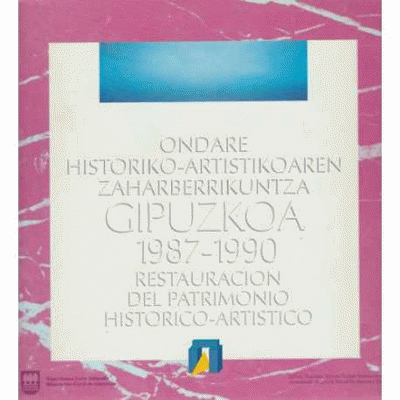 ONDARE
HISTORIKO-ARTISTIKOAREN
ZAHARBERRIKUNTZA
GIPUZKOA
1987-1990
RESTAURACION
DEL PATRIMONIO
HISTORICO-ARTISTICO